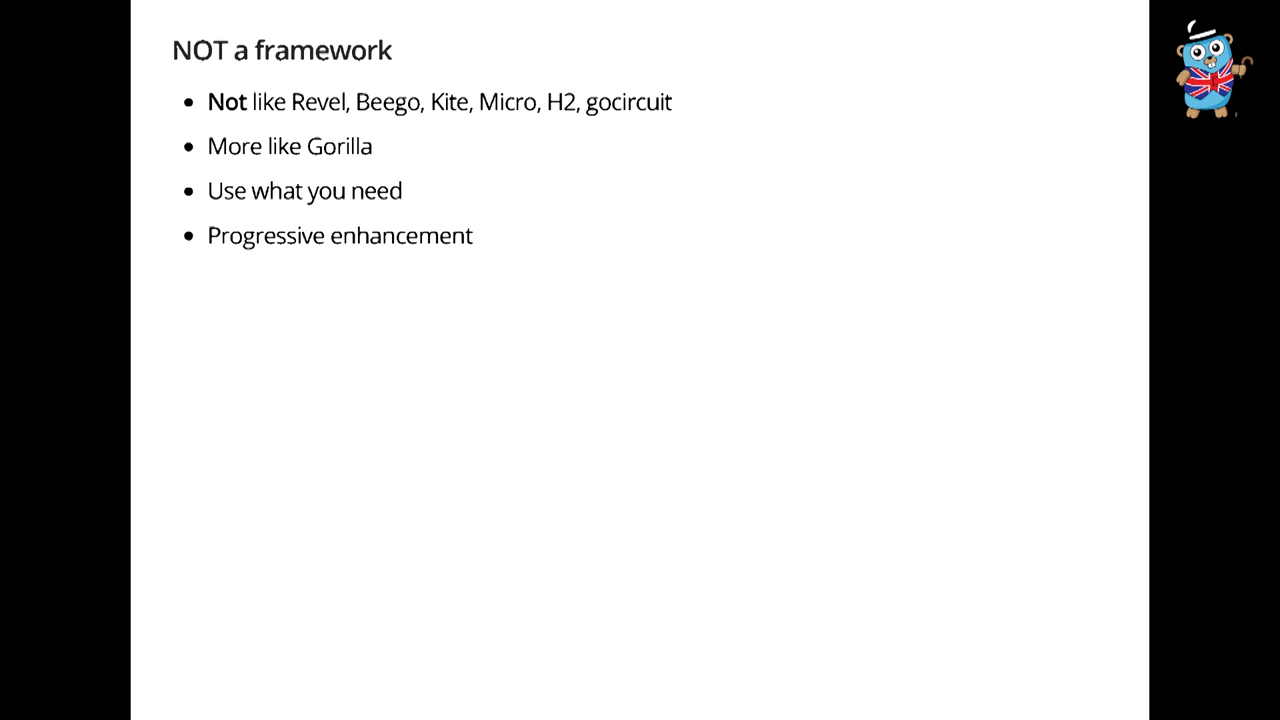 NOT a framework
• Not like Revel, Beego, Kite, Micro, H2, gocircuit
• More like Gorilla
• Use what you need
• Progressive enhancement